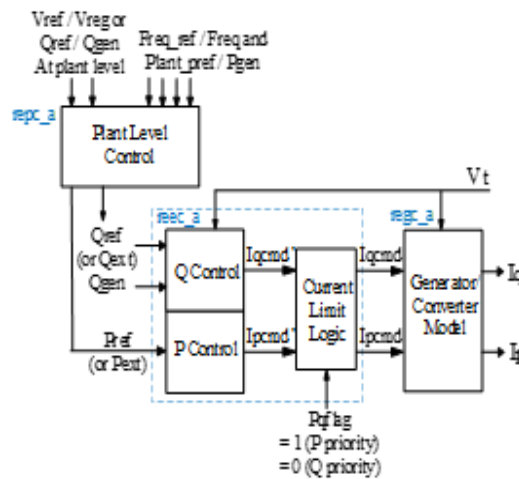 Vref / Vreg or
Qref / Qgen
At plant level
Freq_ref / Freq and
Plant_pref / Pgen
repc_a
Plant Level
Control
Vt
reec_a
regc_a
Qref
(or Qext)
Qgen
Q Control
Iqcmd'
Current
Limit
Logic
Iqcmd
Generator/
Converter
Model
Iq
Pref
(or Pext)
P Control
Ipcmd'
Ipcmd
Ip
Pqflag
= 1 (P priority)
= 0 (Q priority)